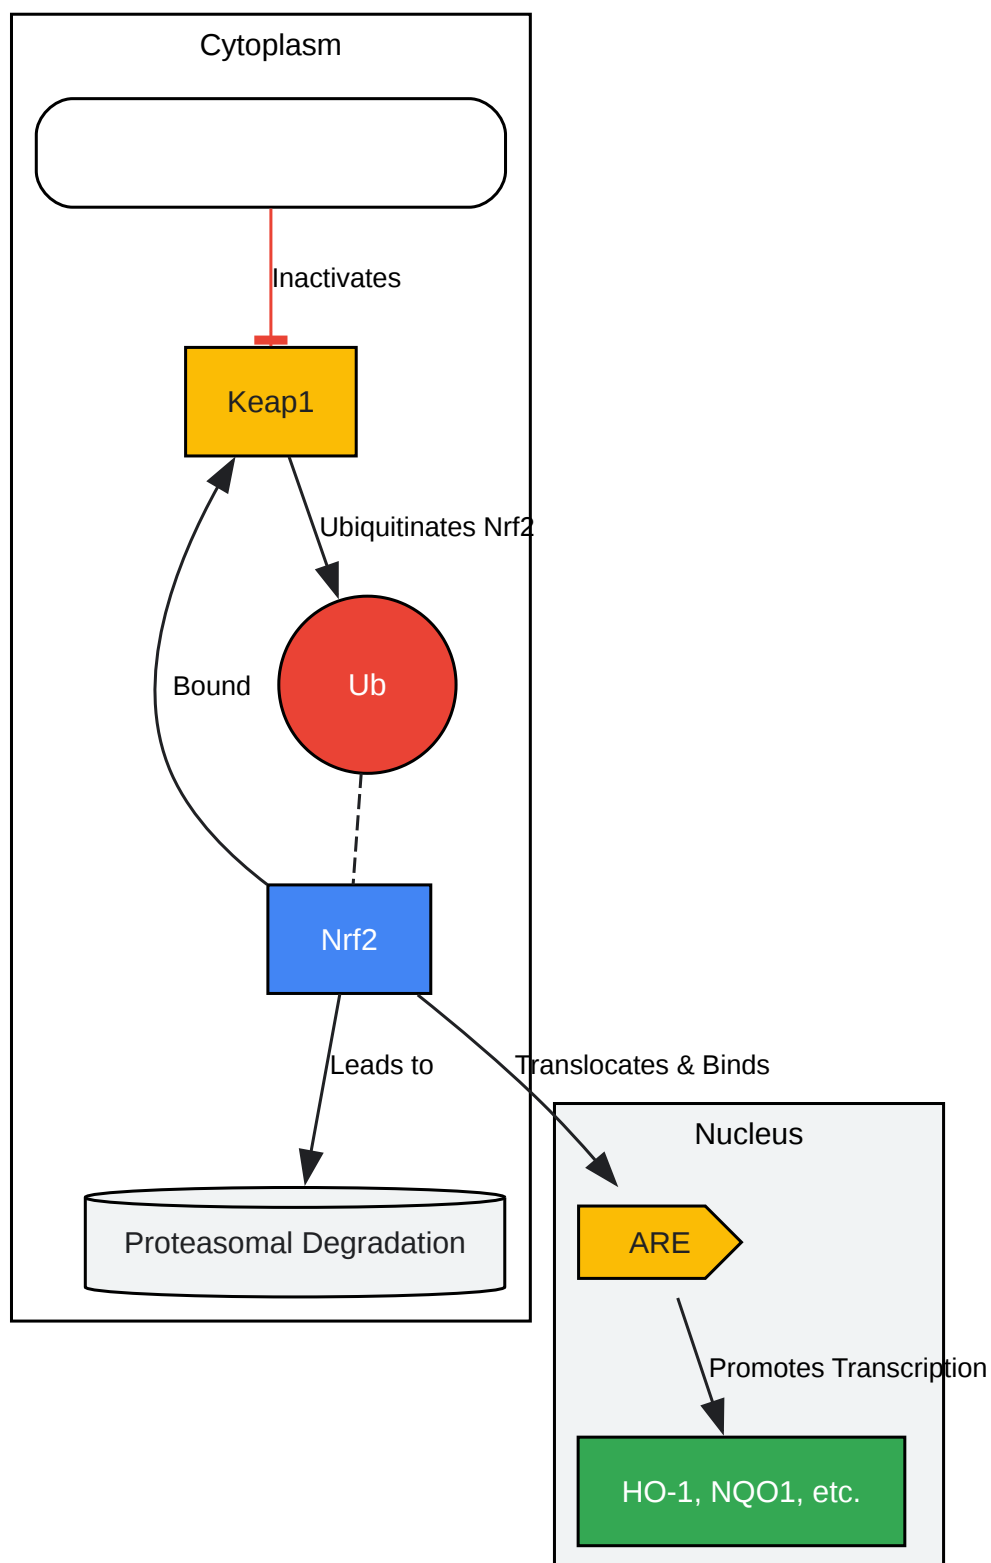 Cytoplasm
Inactivates
Keap1
Ubiquitinates Nrf2
Bound
Ub
Nrf2
Leads to
Translocates & Binds
Nucleus
Proteasomal Degradation
ARE
Promotes Transcription
HO-1, NQO1, etc.